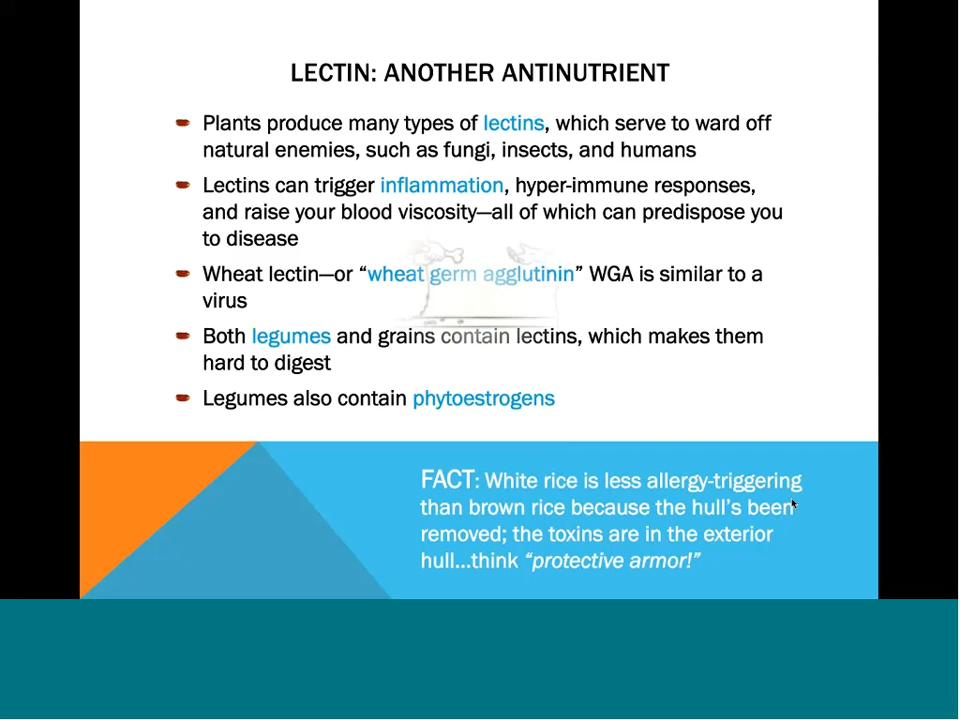 LECTIN: ANOTHER ANTINUTRIENT
Plants produce many types of lectins, which serve to ward off
natural enemies, such as fungi, insects, and humans
Lectins can trigger inflammation, hyper-immune responses,
and raise your blood viscosity—all of which can predispose you
to disease
Wheat lectin—or “wheat germ agglutinin” WGA is similar to a
virus
Both legumes and grains contain lectins, which makes them
hard to digest
Legumes also contain phytoestrogens
FACT: White rice is less allergy-triggering
than brown rice because the hull’s been
removed; the toxins are in the exterior
hull...think “protective armor!”